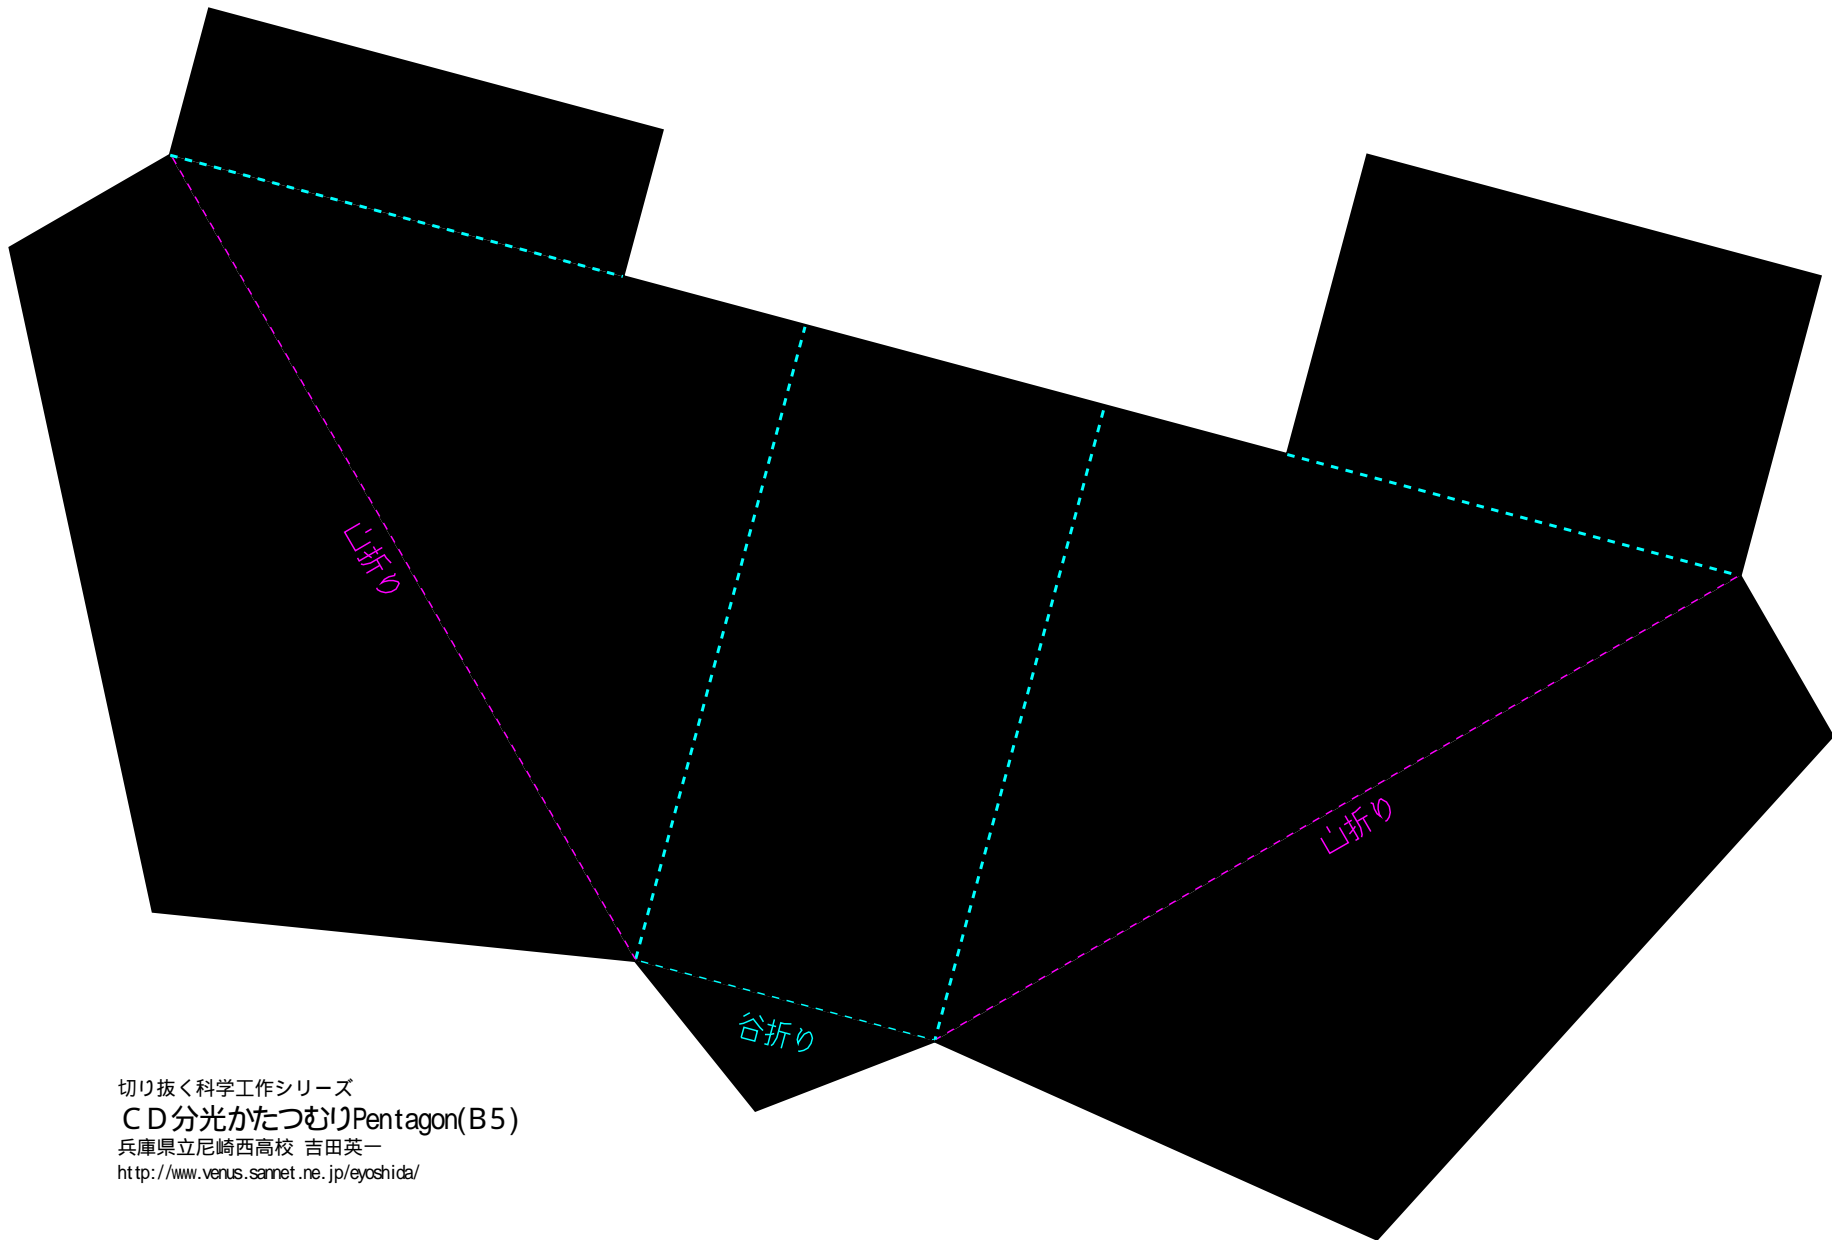 山折り
山折り
谷折り
切り抜く科学工作シリーズ
ＣＤ分光かたつむりPentagon(B5)
兵庫県立尼崎西高校 吉田英一
http://www.venus.sannet.ne.jp/eyoshida/